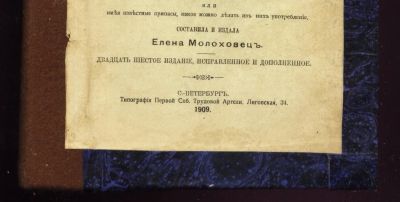 или
имѣя извѣстные припасы, какое можно дѣлать изъ нихъ употребленіе,
СОСТАВИЛА И ИЗДАЛА
Елена Молоховецъ.
ДВАДЦАТЬ ШЕСТОЕ ИЗДАНІЕ, ИСПРАВЛЕННОЕ И ДОПОЛНЕННОЕ.
С.-ПЕТЕРБУРГЪ.
Типографія Первой Спб. Трудовой Артели. Лиговская, 34.
1909.